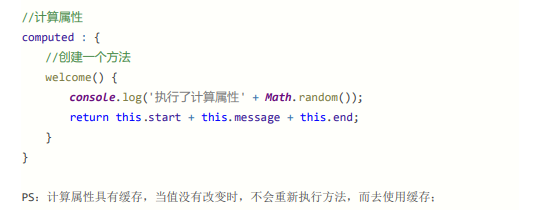 //计算属性
computed : {
//创建一个方法
welcome() {
console.log('执行了计算属性' + Math.random());
return this.start + this.message + this.end;
}
}
PS：计算属性具有缓存，当值没有改变时，不会重新执行方法，而去使用缓存；